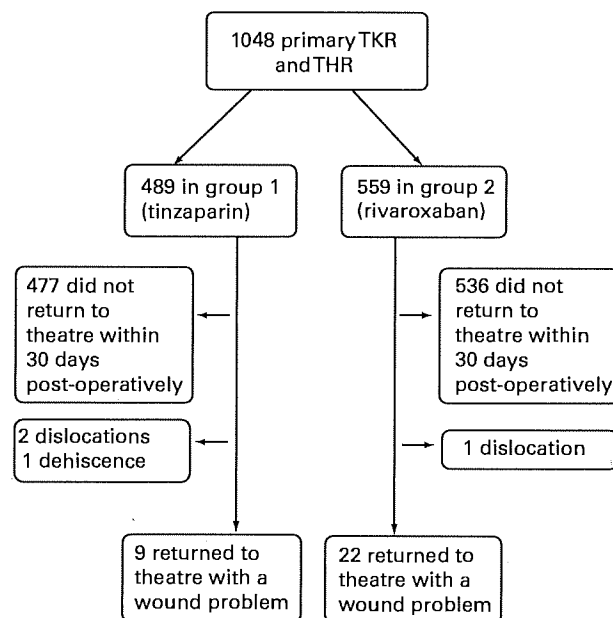 1048 primary TKR
and THR
489 in group 1
(tinzaparin)
559 in group 2
(rivaroxaban)
477 did not
return to
theatre within
30 days
post-operatively
536 did not
return to
theatre within
30 days
post-operatively
2 dislocations
1 dehiscence
1 dislocation
9 returned to
theatre with a
wound problem
22 returned to
theatre with a
wound problem